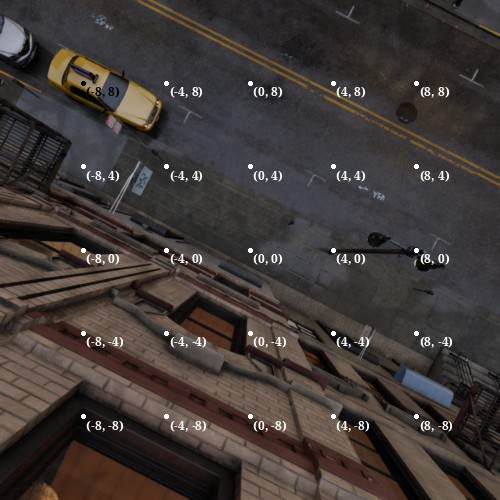 (-8, 8) (-4, 8) (0, 8) (4, 8) (8, 8)
(-8, 4) (-4, 4) (0, 4) (4, 4) (8, 4)
(-8, 0) (-4, 0) (0, 0) (4, 0) (8, 0)
(-8, -4) (-4, -4) (0, -4) (4, -4) (8, -4)
(-8, -8) (-4, -8) (0, -8) (4, -8) (8, -8)